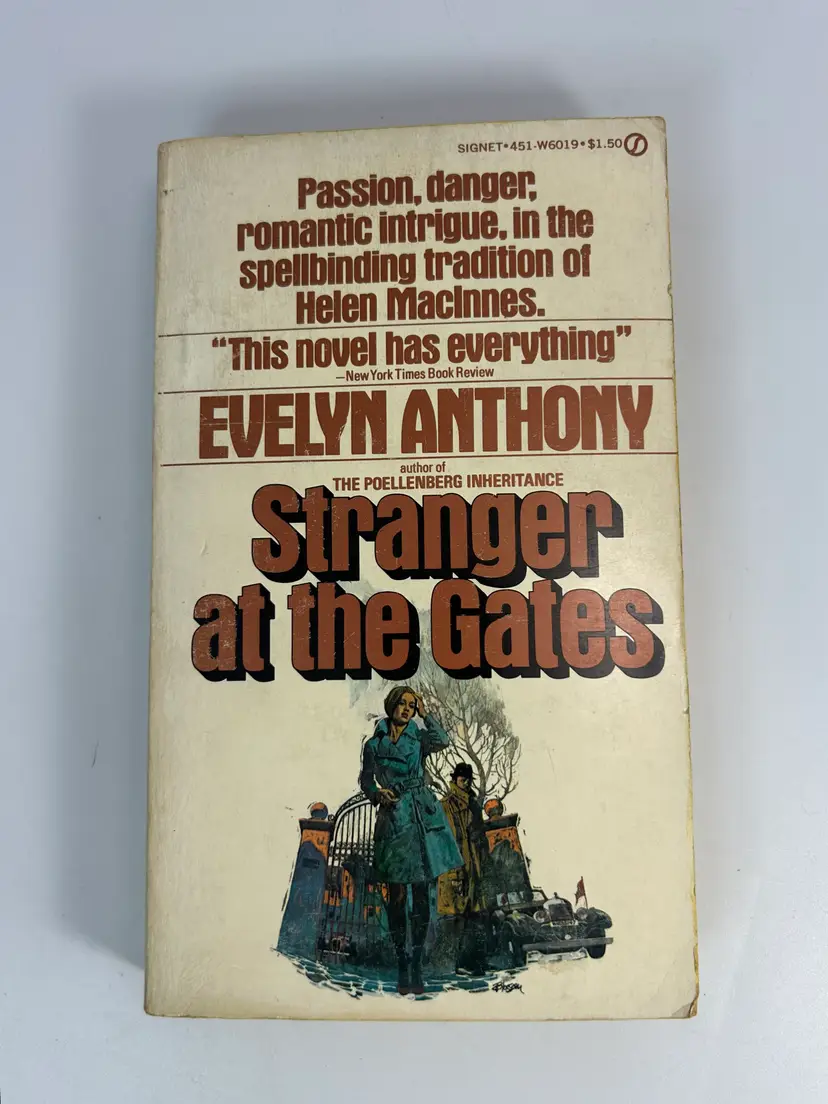 SIGNET•451-W6019•$1.50
Passion, danger,
romantic intrigue, in the
spellbinding tradition of
Helen MacInnes.
“This novel has everything”
—New York Times Book Review
EVELYN ANTHONY
author of
THE POELLENBERG INHERITANCE
Stranger
at the Gates